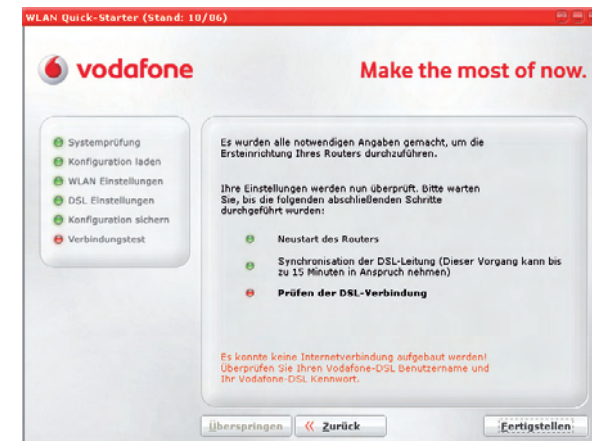 WLAN Quick-Starter (Stand: 10/06)
vodafone
Make the most of now.
Systemprüfung
Konfiguration laden
WLAN Einstellungen
DSL Einstellungen
Konfiguration sichern
Verbindungstest
Es wurden alle notwendigen Angaben gemacht, um die
Ersteinrichtung Ihres Routers durchzuführen.
Ihre Einstellungen werden nun überprüft. Bitte warten
Sie, bis die folgenden abschließenden Schritte
durchgeführt wurden:
Neustart des Routers
Synchronisation der DSL-Leitung (Dieser Vorgang kann bis
zu 15 Minuten in Anspruch nehmen)
Prüfen der DSL-Verbindung
Es konnte keine Internetverbindung aufgebaut werden!
Überprüfen Sie Ihren Vodafone-DSL Benutzername und
Ihr Vodafone-DSL Kennwort.
Überspringen
Zurück
Fertigstellen